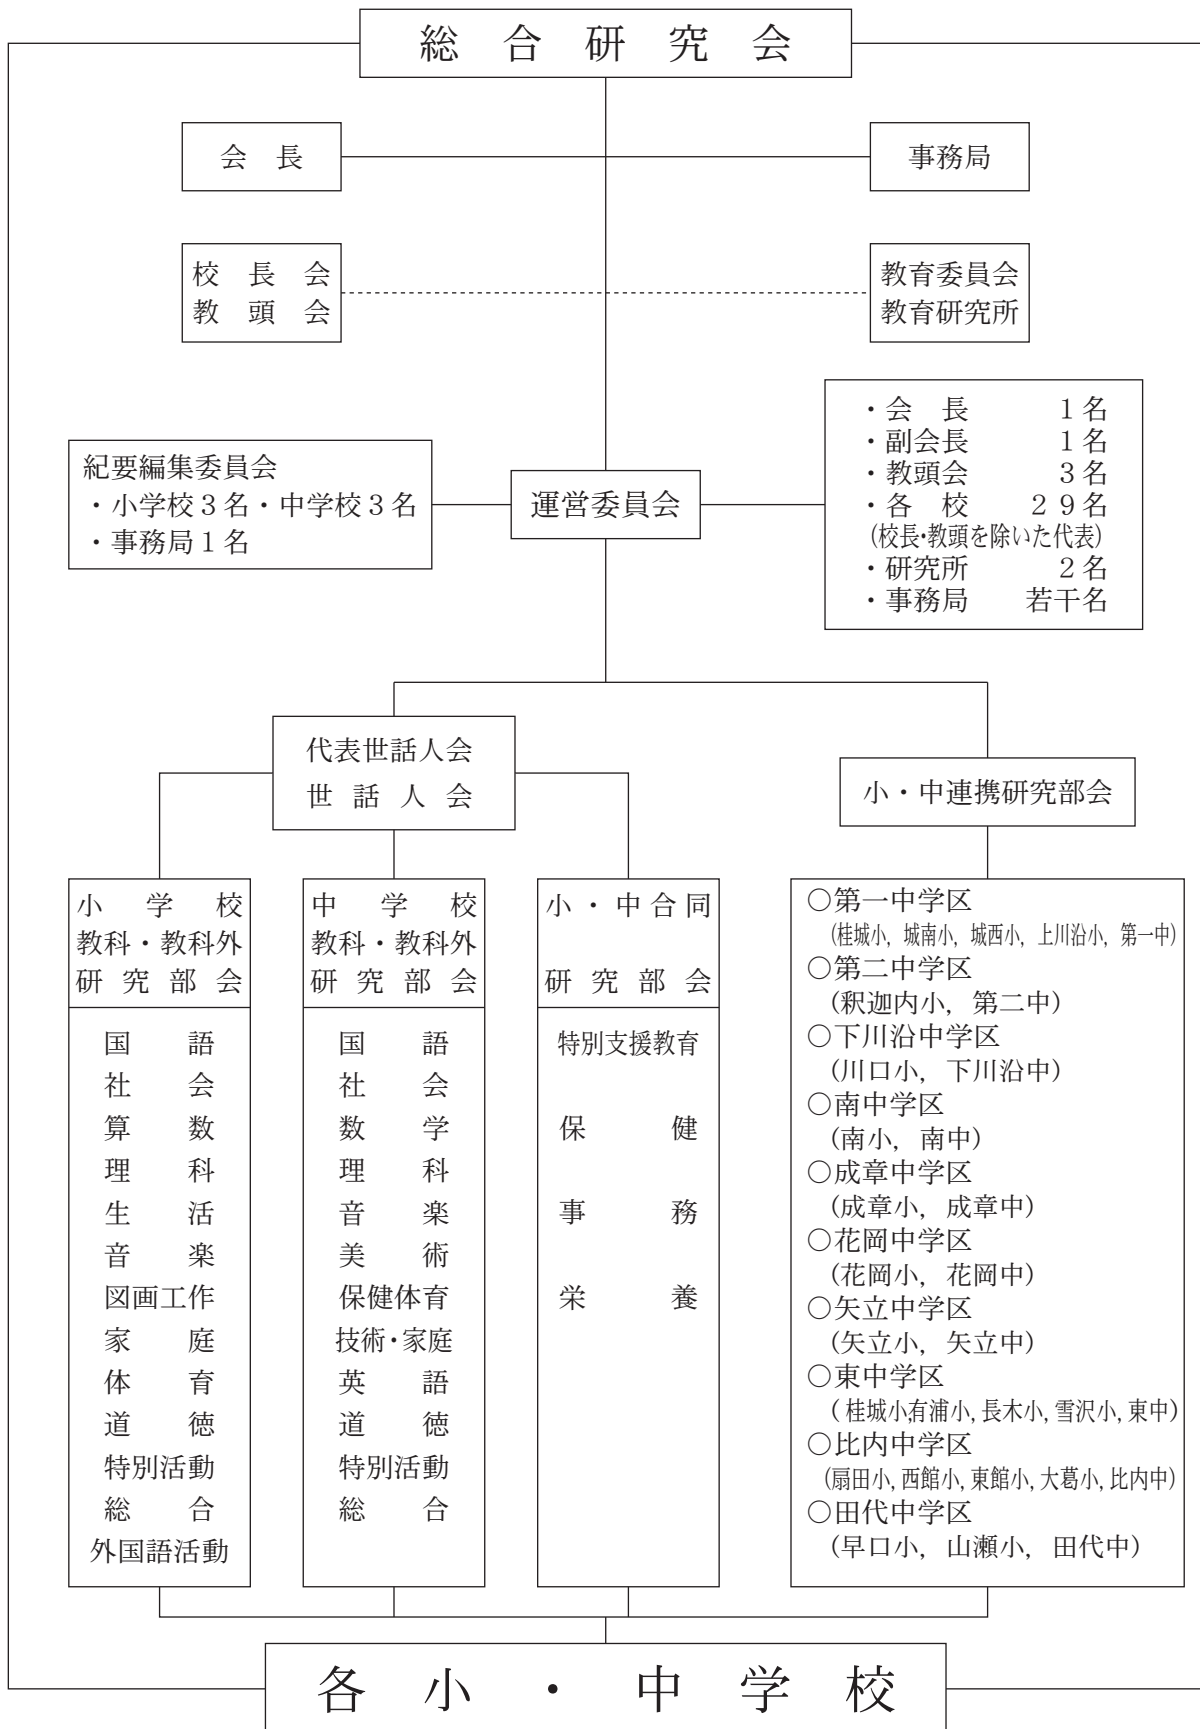 総合研究会
会長
事務局
校長会
教頭会
教育委員会
教育研究所
紀要編集委員会
・小学校３名・中学校３名
・事務局１名
運営委員会
・会長 １名
・副会長 １名
・教頭会 ３名
・各校 ２９名
(校長・教頭を除いた代表)
・研究所 ２名
・事務局 若干名
代表世話人会
世話人会
小・中連携研究部会
小学校
教科・教科外
研究部会
国語
社会
算数
理科
生活
音楽
図画工作
家庭
体育
道徳
特別活動
総合
外国語活動
中学校
教科・教科外
研究部会
国語
社会
数学
理科
音楽
美術
保健体育
技術・家庭
英語
道徳
特別活動
総合
小・中合同
研究部会
特別支援教育
保健
事務
栄養
○第一中学区
(桂城小, 城南小, 城西小, 上川沿小, 第一中)
○第二中学区
(釈迦内小, 第二中)
○下川沿中学区
(川口小, 下川沿中)
○南中学区
(南小, 南中)
○成章中学区
(成章小, 成章中)
○花岡中学区
(花岡小, 花岡中)
○矢立中学区
(矢立小, 矢立中)
○東中学区
(桂城小,有浦小, 長木小, 雪沢小, 東中)
○比内中学区
(扇田小, 西館小, 東館小, 大葛小, 比内中)
○田代中学区
(早口小, 山瀬小, 田代中)
各小・中学校